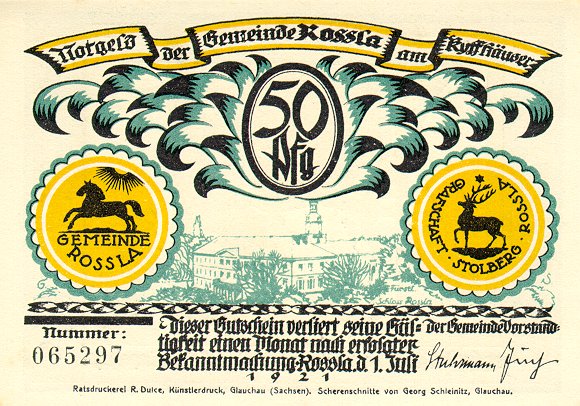 Notgeld der Gemeinde Rossla am Kyffhäuser
50
Pfg
GEMEINDE
ROSSLA
GRAFSCHAFT · STOLBERG · ROSSLA
Fürstl.
Schloss Rossla
Nummer:
065297
Dieser Gutschein verliert seine Gül- der Gemeindevorstand
tigkeit einen Monat nach erfolgter
Bekanntmachung · Rossla. d. 1. Juli
1921
Ratsdruckerei R. Dulce, Künstlerdruck, Glauchau (Sachsen). Scherenschnitte von Georg Schleinitz, Glauchau.